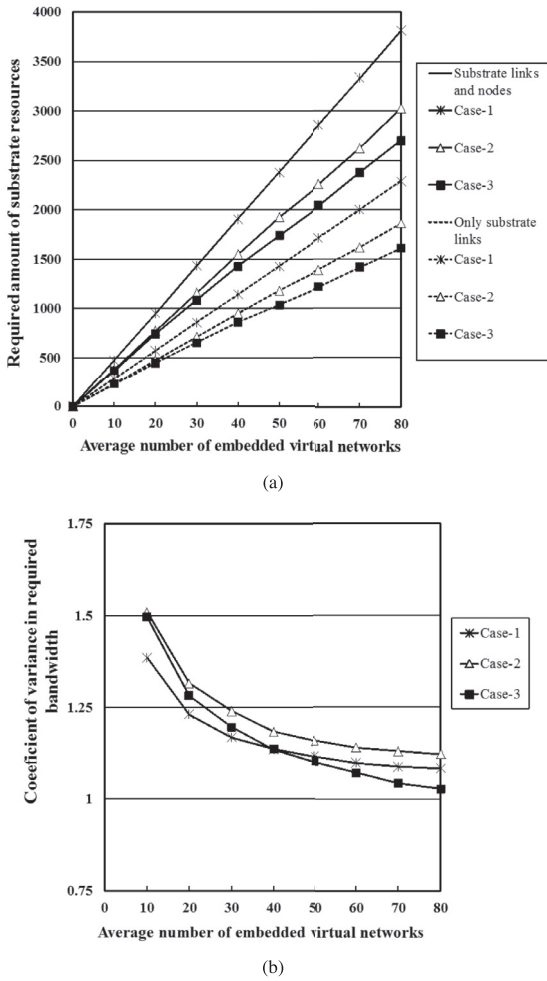 4000
3500
3000
2500
2000
1500
1000
500
0
Required amount of substrate resources
0 10 20 30 40 50 60 70 80
Average number of embedded virtual networks
Substrate links
and nodes
Case-1
Case-2
Case-3
Only substrate
links
Case-1
Case-2
Case-3
(a)
1.75
1.5
1.25
1
0.75
Coeeficient of variance in required
bandwidth
0 10 20 30 40 50 60 70 80
Average number of embedded virtual networks
Case-1
Case-2
Case-3
(b)